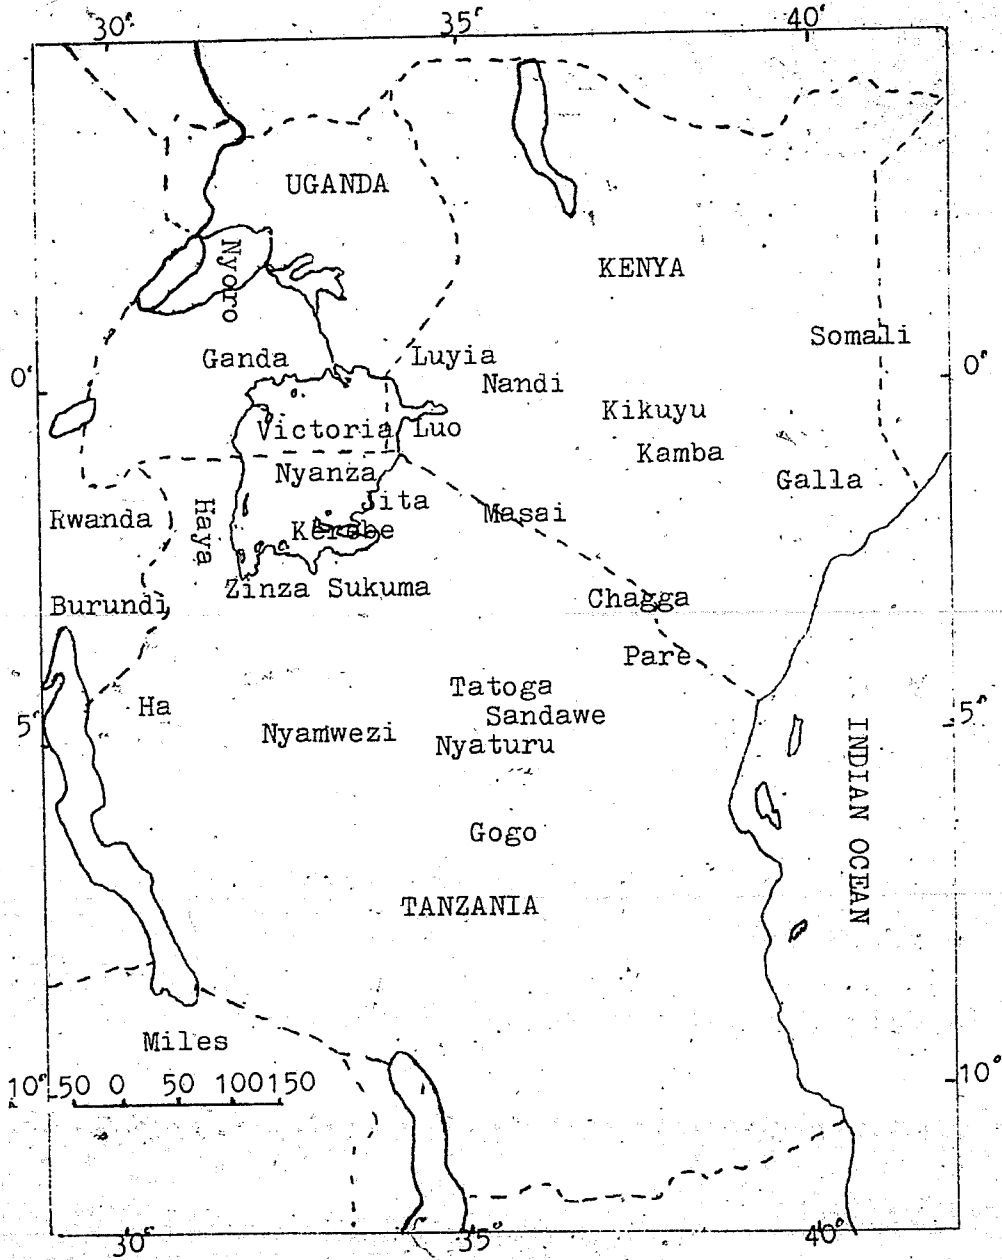 30°
35°
40°
UGANDA
Nyoro
KENYA
Somali
Ganda
Luyia
0°
0°
Nandi
Kikuyu
Victoria
Luo
Kamba
Nyanza
Galla
Jita
Rwanda
Haya
Masai
Kerebe
Zinza Sukuma
Burundi
Chagga
Pare
Tatoga
Ha
Sandawe
5°
5°
Nyamwezi
Nyaturu
INDIAN OCEAN
Gogo
TANZANIA
Miles
10°
10°
50 0 50 100 150
30°
35°
40°